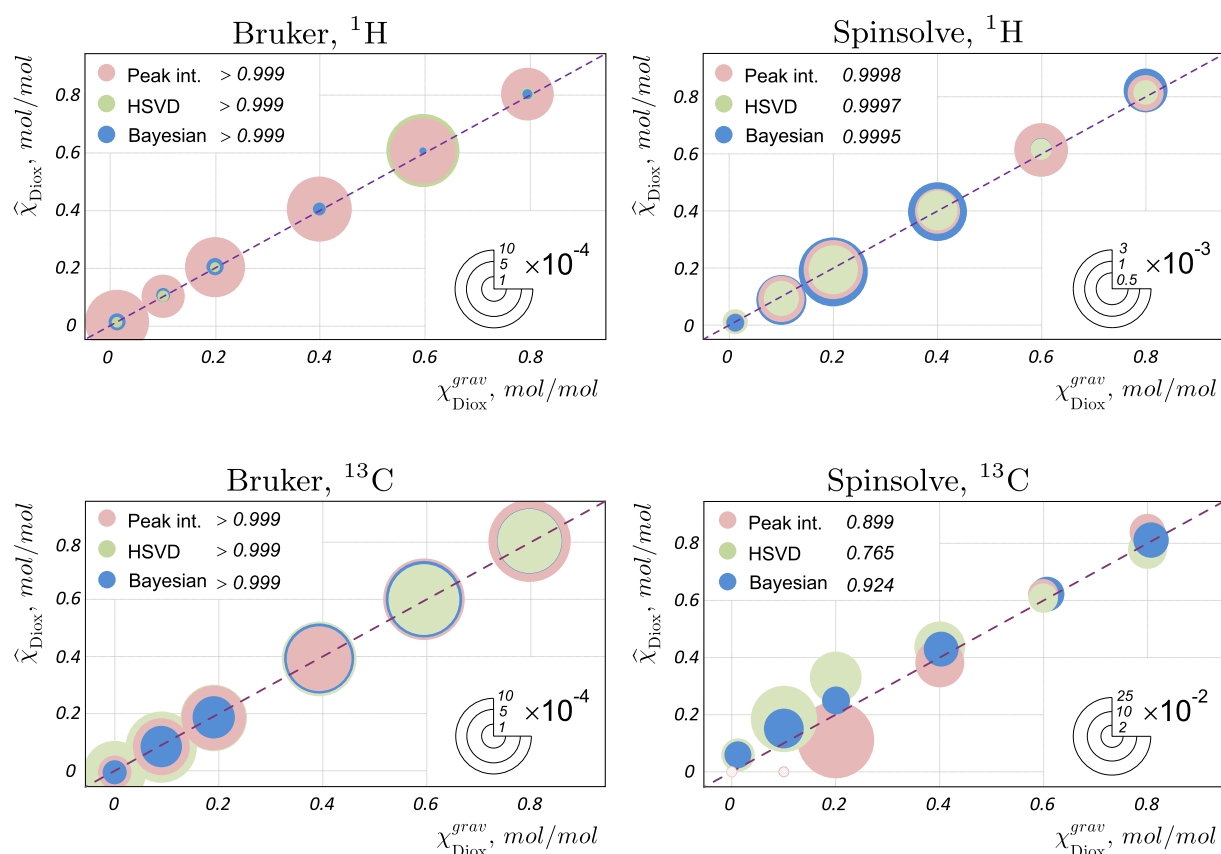 Bruker, ¹H
Peak int. > 0.999
HSVD > 0.999
Bayesian > 0.999
χ̂_Diox, mol/mol
0.8
0.6
0.4
0.2
0
10
5
1
×10⁻⁴
0 0.2 0.4 0.6 0.8
χ^grav_Diox, mol/mol
Spinsolve, ¹H
Peak int. 0.9998
HSVD 0.9997
Bayesian 0.9995
χ̂_Diox, mol/mol
0.8
0.6
0.4
0.2
0
3
1
0.5
×10⁻³
0 0.2 0.4 0.6 0.8
χ^grav_Diox, mol/mol
Bruker, ¹³C
Peak int. > 0.999
HSVD > 0.999
Bayesian > 0.999
χ̂_Diox, mol/mol
0.8
0.6
0.4
0.2
0
10
5
1
×10⁻⁴
0 0.2 0.4 0.6 0.8
χ^grav_Diox, mol/mol
Spinsolve, ¹³C
Peak int. 0.899
HSVD 0.765
Bayesian 0.924
χ̂_Diox, mol/mol
0.8
0.6
0.4
0.2
0
25
10
2
×10⁻²
0 0.2 0.4 0.6 0.8
χ^grav_Diox, mol/mol